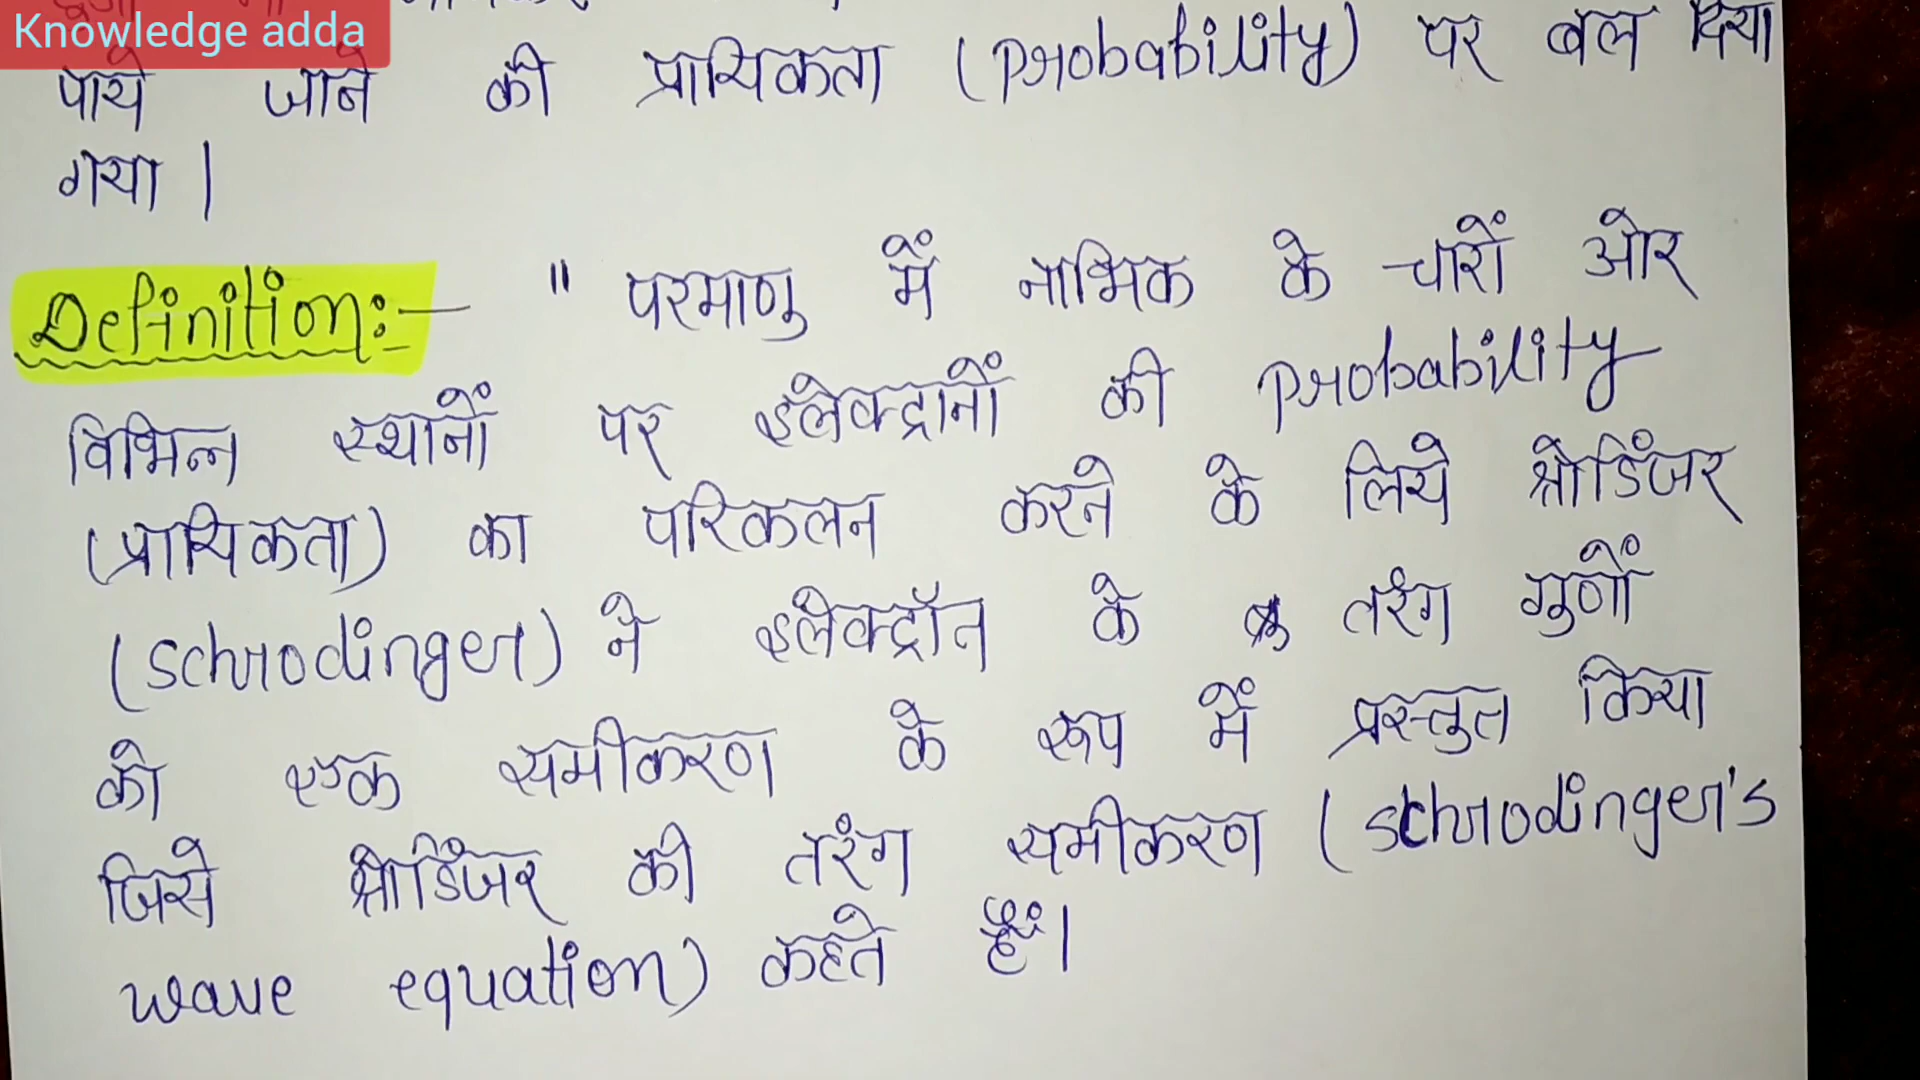 Knowledge adda
पाये जाने की प्रायिकता (Probability) पर बल दिया
गया |
Definition:- " परमाणु में नाभिक के चारों ओर
विभिन्न स्थानों पर इलेक्ट्रानों की Probability
(प्रायिकता) का परिकलन करने के लिये श्रोडिंजर
(Schrodinger) ने इलेक्ट्रॉन के तरंग गुणों
को एक समीकरण के रूप में प्रस्तुत किया
जिसे श्रोडिंजर की तरंग समीकरण (Schrodinger's
wave equation) कहते हैं।